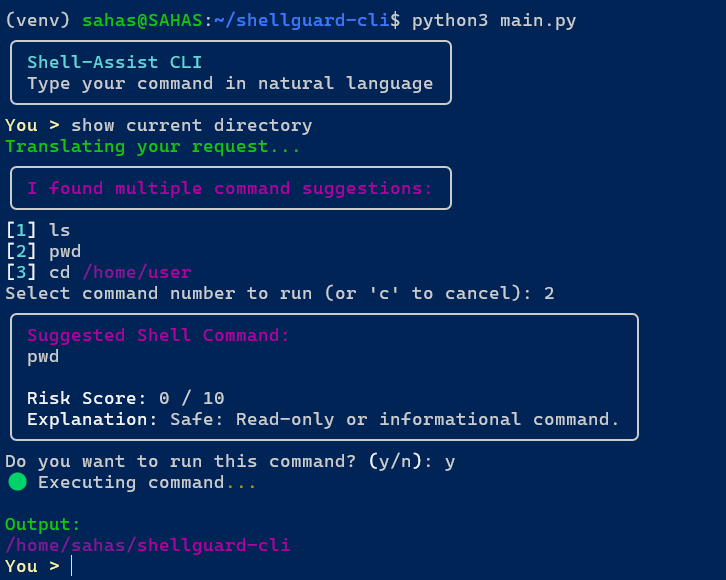 (venv) sahas@SAHAS:~/shellguard-cli$ python3 main.py
Shell-Assist CLI
Type your command in natural language
You > show current directory
Translating your request...
I found multiple command suggestions:
[1] ls
[2] pwd
[3] cd /home/user
Select command number to run (or 'c' to cancel): 2
Suggested Shell Command:
pwd
Risk Score: 0 / 10
Explanation: Safe: Read-only or informational command.
Do you want to run this command? (y/n): y
Executing command...
Output:
/home/sahas/shellguard-cli
You >